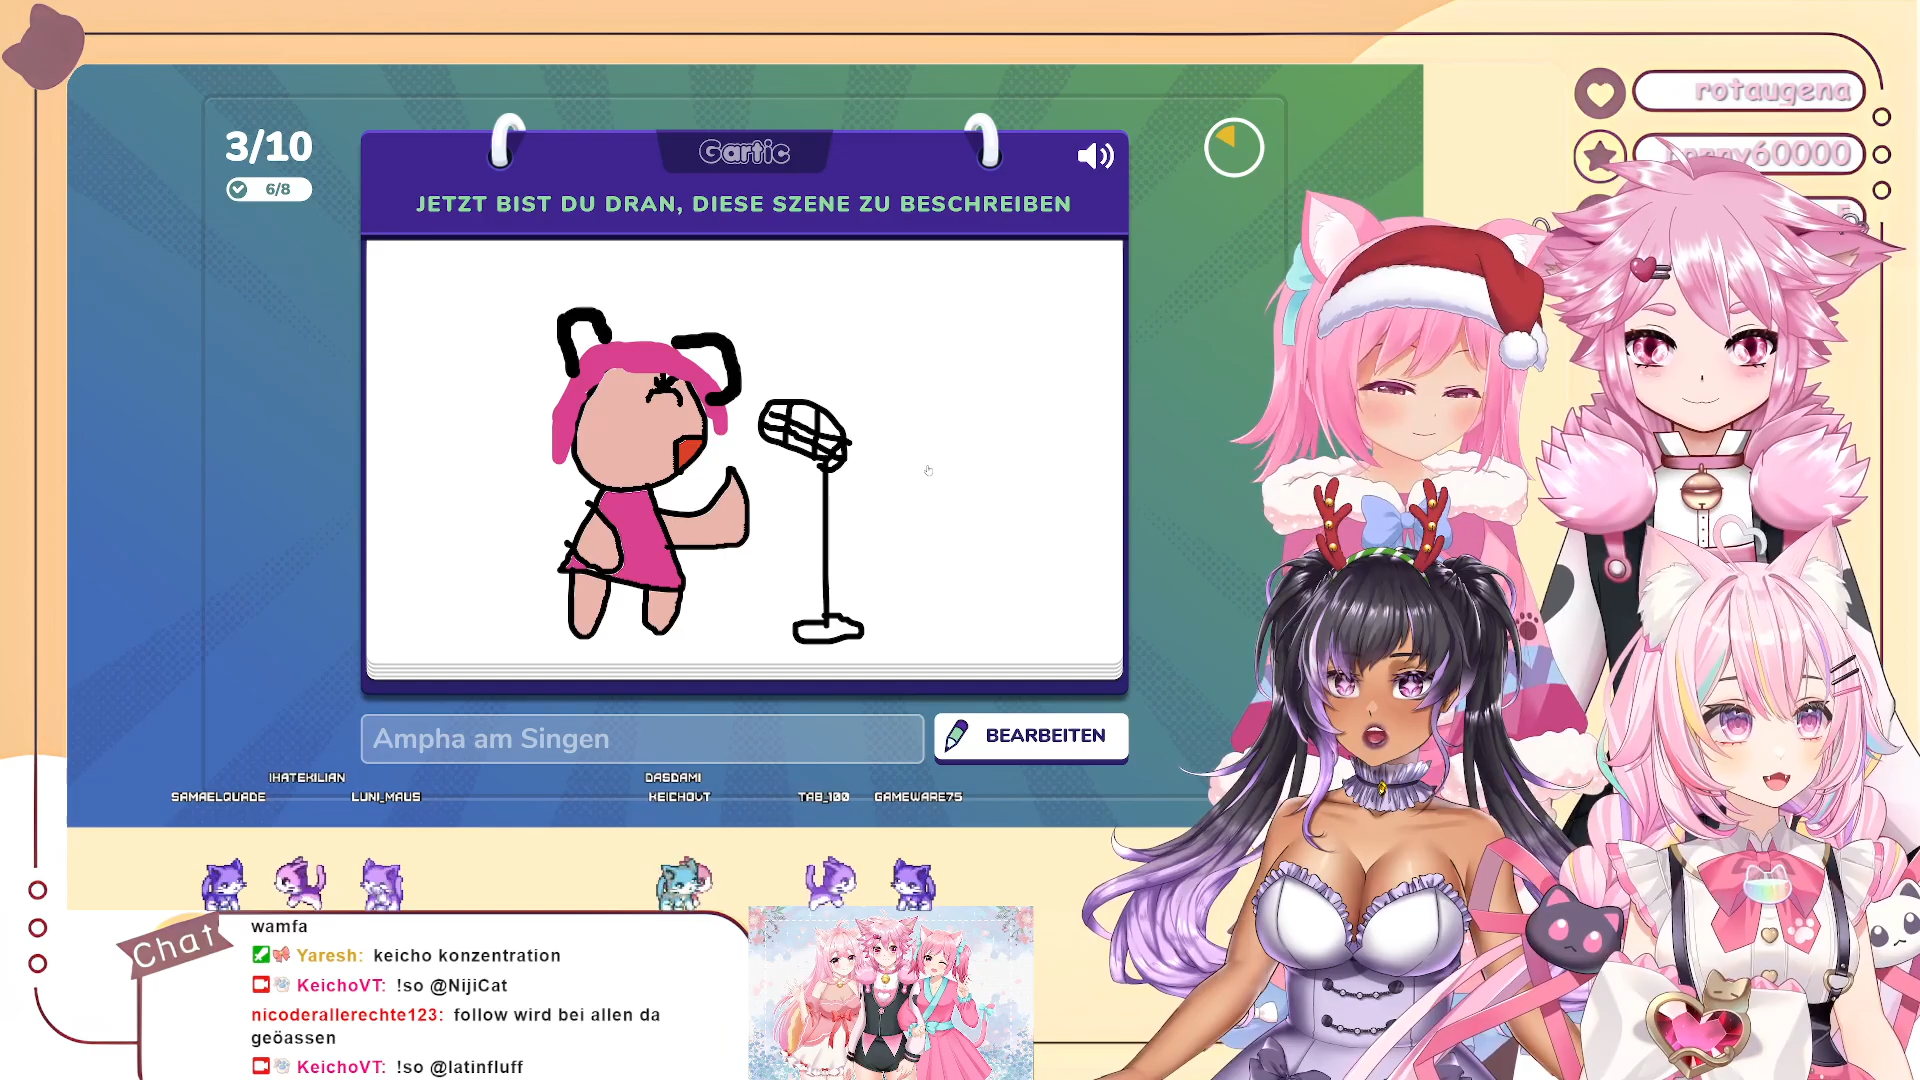 rotaugena
3/10
6/8
Gartic
JETZT BIST DU DRAN, DIESE SZENE ZU BESCHREIBEN
Ampha am Singen
BEARBEITEN
IHATEKILIAN
DASDAMI
SAMAELQUADE
LUNI_MAUS
KEICHOVT
TAB_100
GAMEWARE75
Chat
wamfa
Yaresh: keicho konzentration
KeichoVT: !so @NijiCat
nicoderallerechte123: follow wird bei allen da
geöassen
KeichoVT: !so @latinfluff